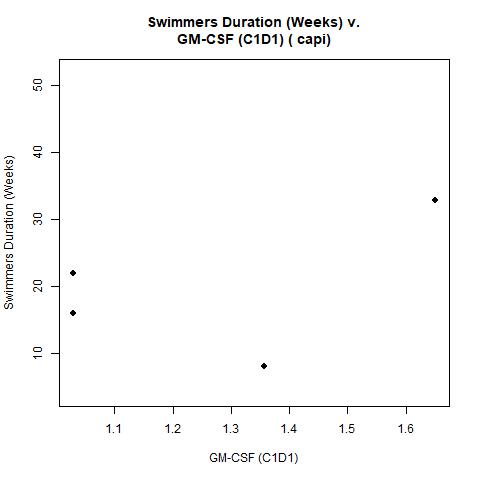 Swimmers Duration (Weeks) v.
GM-CSF (C1D1) ( capi)
Swimmers Duration (Weeks)
50
40
30
20
10
1.1 1.2 1.3 1.4 1.5 1.6
GM-CSF (C1D1)